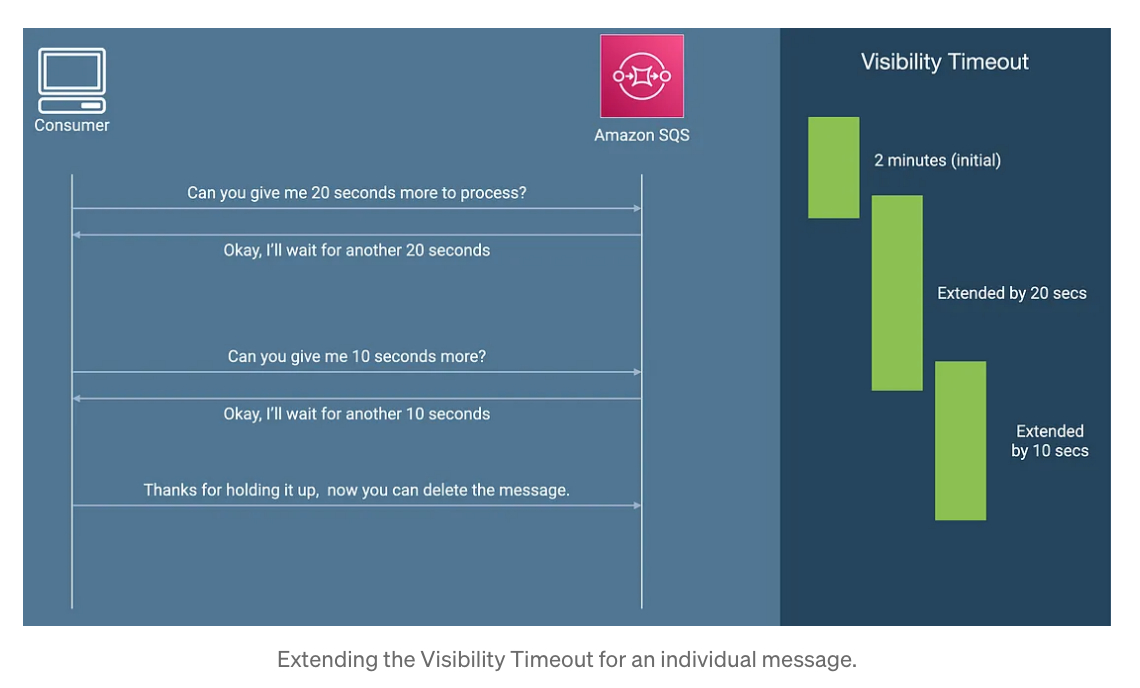 Visibility Timeout
Consumer
Amazon SQS
2 minutes (initial)
Can you give me 20 seconds more to process?
Okay, I’ll wait for another 20 seconds
Extended by 20 secs
Can you give me 10 seconds more?
Okay, I’ll wait for another 10 seconds
Extended
by 10 secs
Thanks for holding it up,  now you can delete the message.
Extending the Visibility Timeout for an individual message.